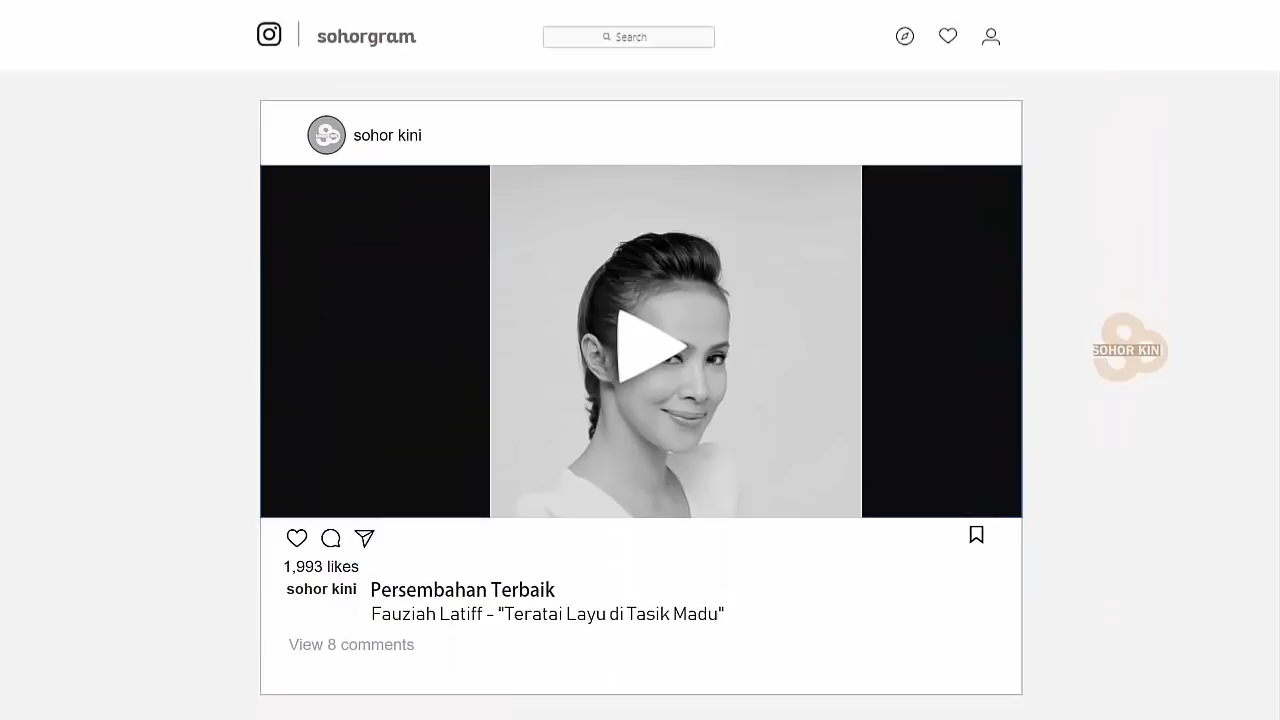 sohorgram
Search
sohor kini
SOHOR KINI
1,993 likes
sohor kini Persembahan Terbaik
Fauziah Latiff - "Teratai Layu di Tasik Madu"
View 8 comments